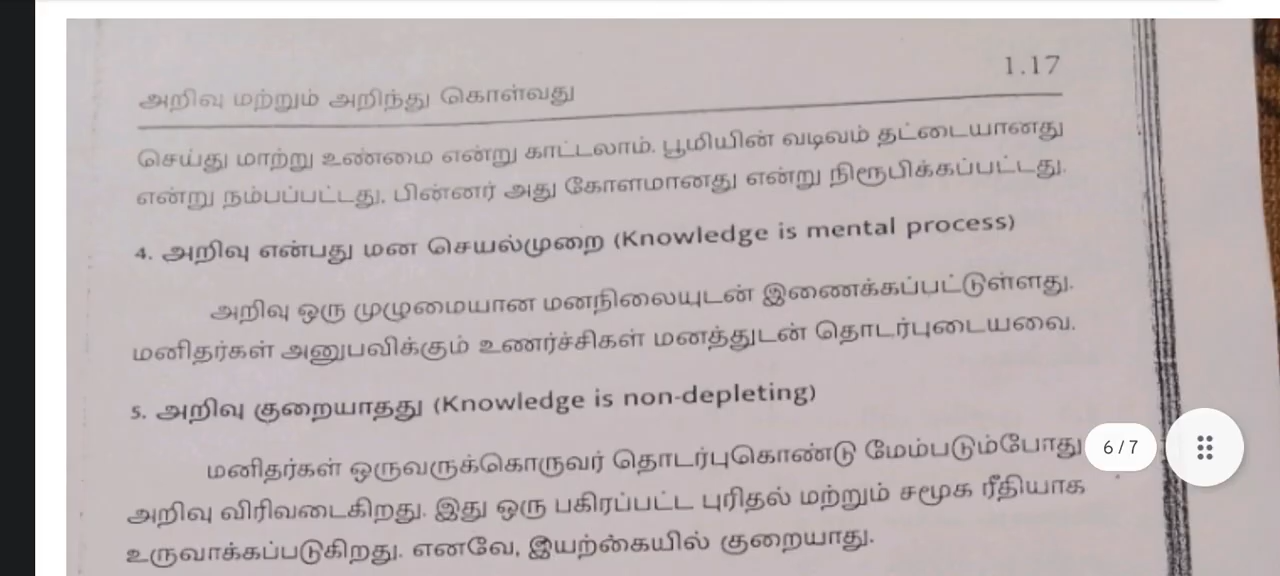 1.17
அறிவு மற்றும் அறிந்து கொள்வது
செய்து மாற்று உண்மை என்று காட்டலாம். பூமியின் வடிவம் தட்டையானது
என்று நம்பப்பட்டது. பின்னர் அது கோளமானது என்று நிரூபிக்கப்பட்டது.
4. அறிவு என்பது மன செயல்முறை (Knowledge is mental process)
அறிவு ஒரு முழுமையான மனநிலையுடன் இணைக்கப்பட்டுள்ளது.
மனிதர்கள் அனுபவிக்கும் உணர்ச்சிகள் மனத்துடன் தொடர்புடையவை.
5. அறிவு குறையாதது (Knowledge is non-depleting)
மனிதர்கள் ஒருவருக்கொருவர் தொடர்புகொண்டு மேம்படும்போது
6/7
அறிவு விரிவடைகிறது. இது ஒரு பகிரப்பட்ட புரிதல் மற்றும் சமூக ரீதியாக
உருவாக்கப்படுகிறது. எனவே, இயற்கையில் குறையாது.